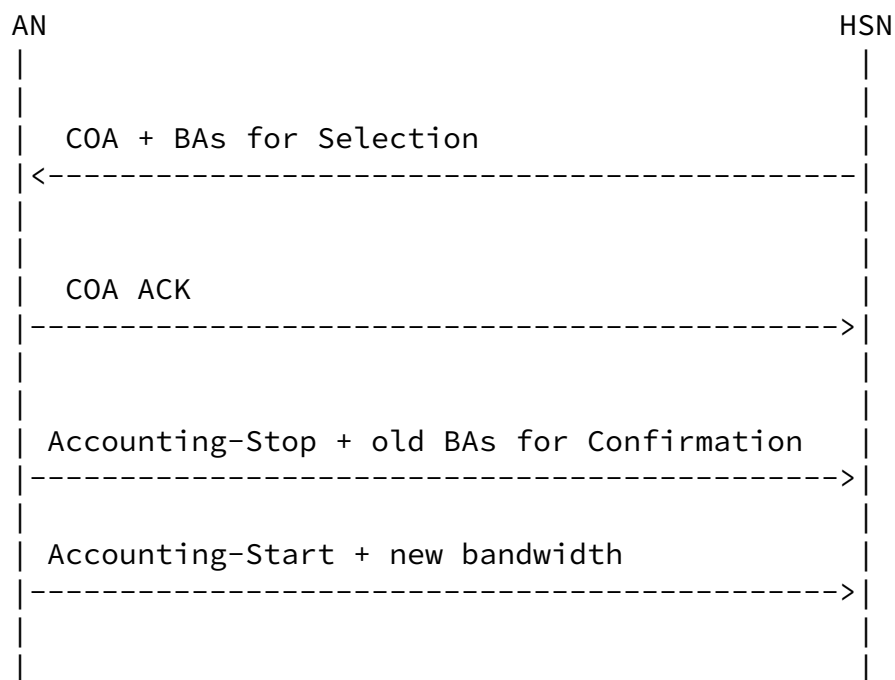 AN HSN
COA + BAs for Selection
COA ACK
Accounting-Stop + old BAs for Confirmation
Accounting-Start + new bandwidth